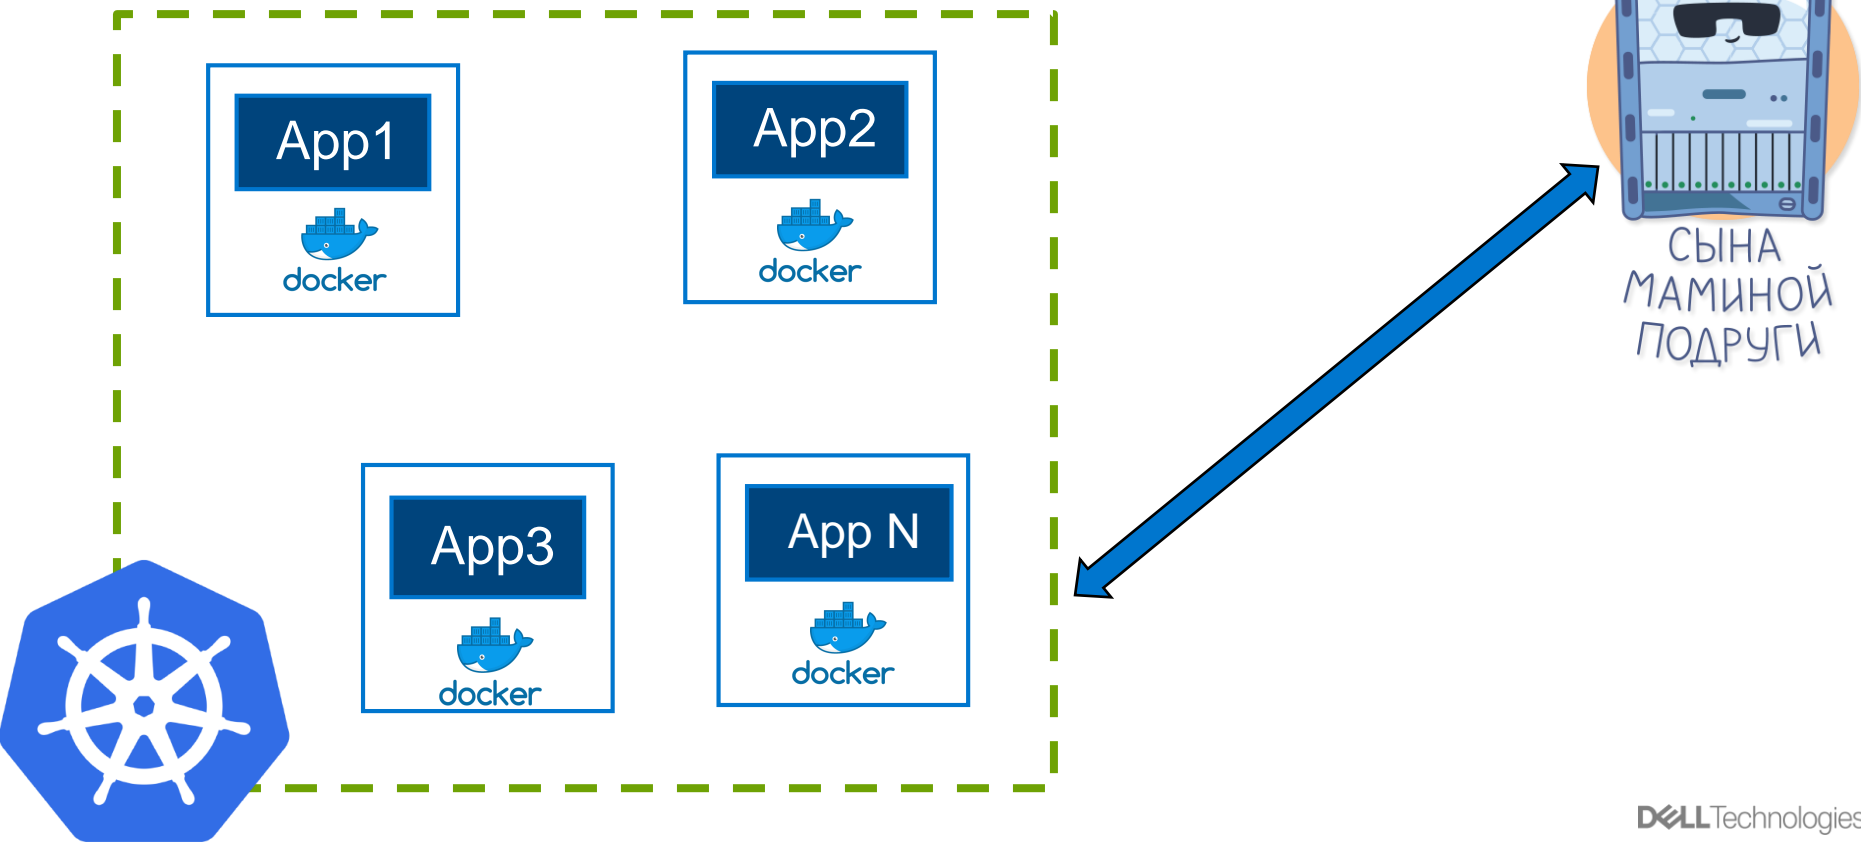 App1
docker
App2
docker
App3
docker
App N
docker
СЫНА
МАМИНОЙ
ПОДРУГИ
DELLTechnologies